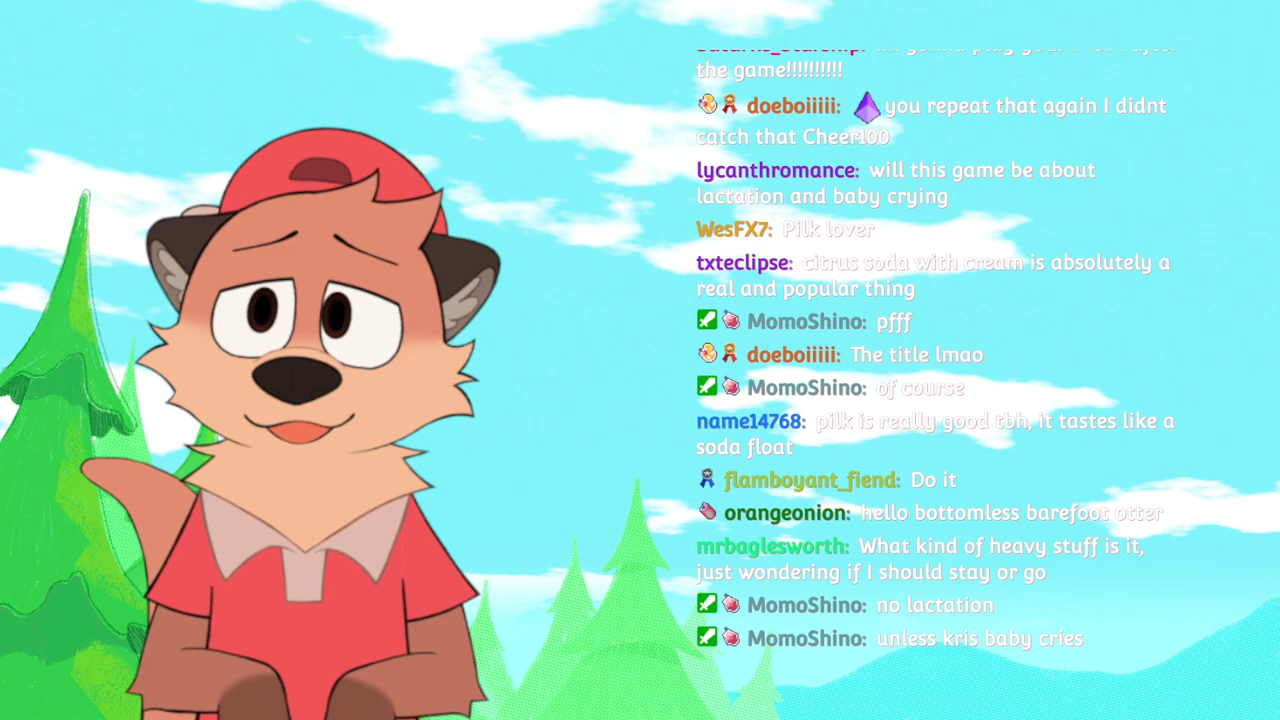 the game!!!!!!!!!!
doeboiiiii: you repeat that again I didnt
catch that Cheer100
lycanthromance: will this game be about
lactation and baby crying
WesFX7: Pilk lover
txteclipse: citrus soda with cream is absolutely a
real and popular thing
MomoShino: pfff
doeboiiiii: The title lmao
MomoShino: of course
name14768: pilk is really good tbh, it tastes like a
soda float
flamboyant_fiend: Do it
orangeonion: hello bottomless barefoot otter
mrbaglesworth: What kind of heavy stuff is it,
just wondering if I should stay or go
MomoShino: no lactation
MomoShino: unless kris baby cries